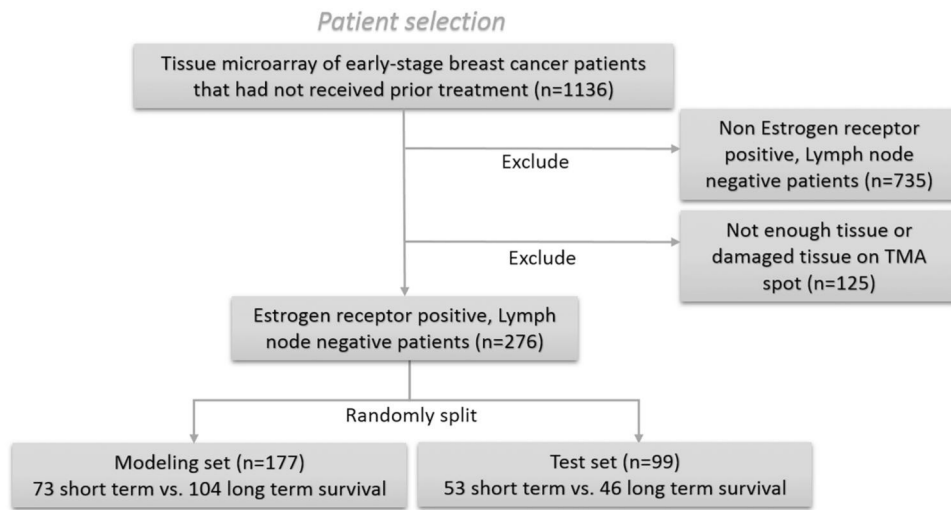 Patient selection
Tissue microarray of early-stage breast cancer patients
that had not received prior treatment (n=1136)
Exclude
Non Estrogen receptor
positive, Lymph node
negative patients (n=735)
Exclude
Not enough tissue or
damaged tissue on TMA
spot (n=125)
Estrogen receptor positive, Lymph
node negative patients (n=276)
Randomly split
Modeling set (n=177)
73 short term vs. 104 long term survival
Test set (n=99)
53 short term vs. 46 long term survival